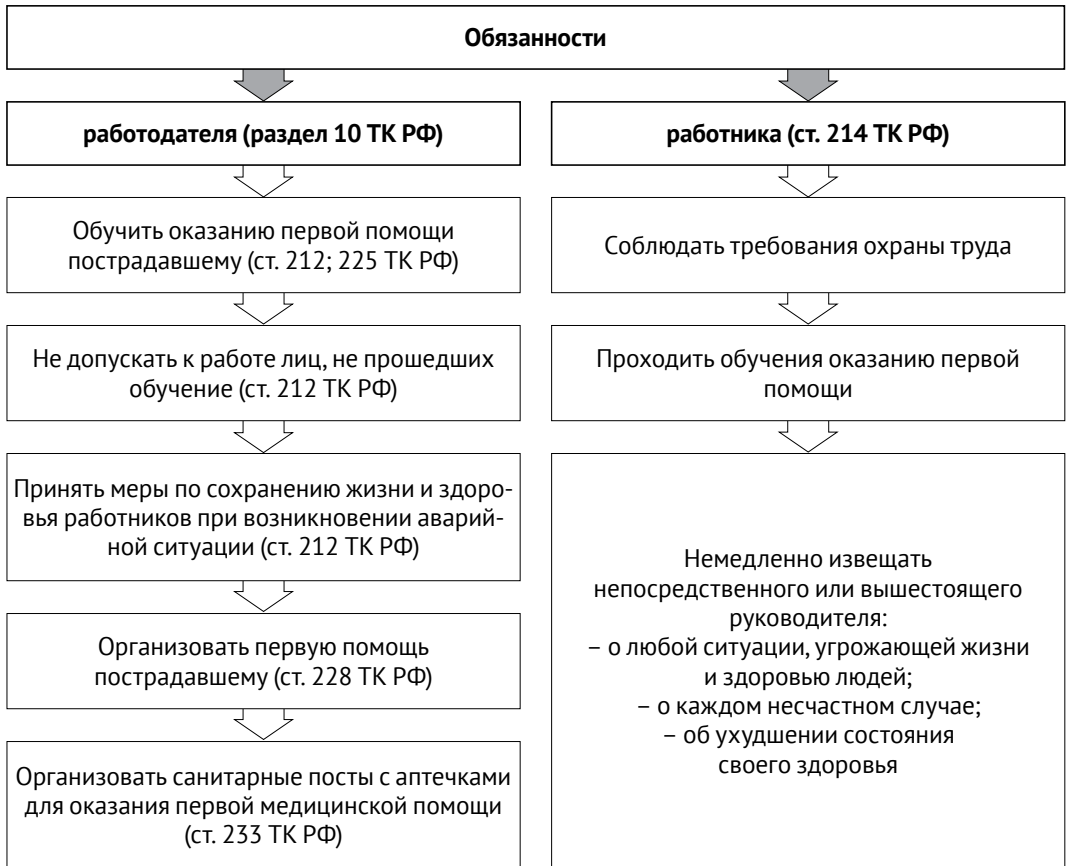 Обязанности
работодателя (раздел 10 ТК РФ)
Обучить оказанию первой помощи
пострадавшему (ст. 212; 225 ТК РФ)
Не допускать к работе лиц, не прошедших
обучение (ст. 212 ТК РФ)
Принять меры по сохранению жизни и здоро-
вья работников при возникновении аварий-
ной ситуации (ст. 212 ТК РФ)
Организовать первую помощь
пострадавшему (ст. 228 ТК РФ)
Организовать санитарные посты с аптечками
для оказания первой медицинской помощи
(ст. 233 ТК РФ)
работника (ст. 214 ТК РФ)
Соблюдать требования охраны труда
Проходить обучения оказанию первой
помощи
Немедленно извещать
непосредственного или вышестоящего
руководителя:
– о любой ситуации, угрожающей жизни
и здоровью людей;
– о каждом несчастном случае;
– об ухудшении состояния
своего здоровья